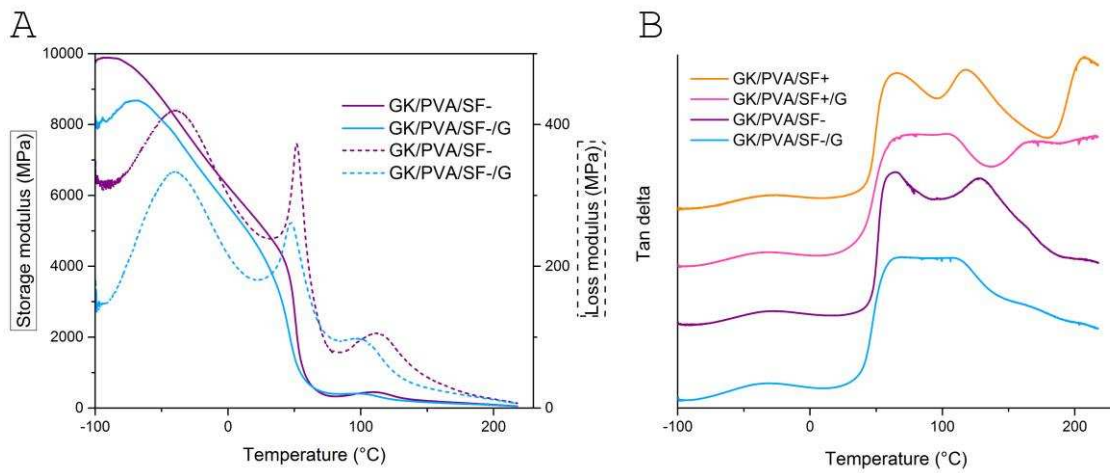 A
B
10000
8000
6000
4000
2000
0
Storage modulus (MPa)
GK/PVA/SF-
GK/PVA/SF-/G
GK/PVA/SF-
GK/PVA/SF-/G
400
200
0
Loss modulus (MPa)
-100
0
100
200
Temperature (°C)
GK/PVA/SF+
GK/PVA/SF+/G
GK/PVA/SF-
GK/PVA/SF-/G
Tan delta
-100
0
100
200
Temperature (°C)